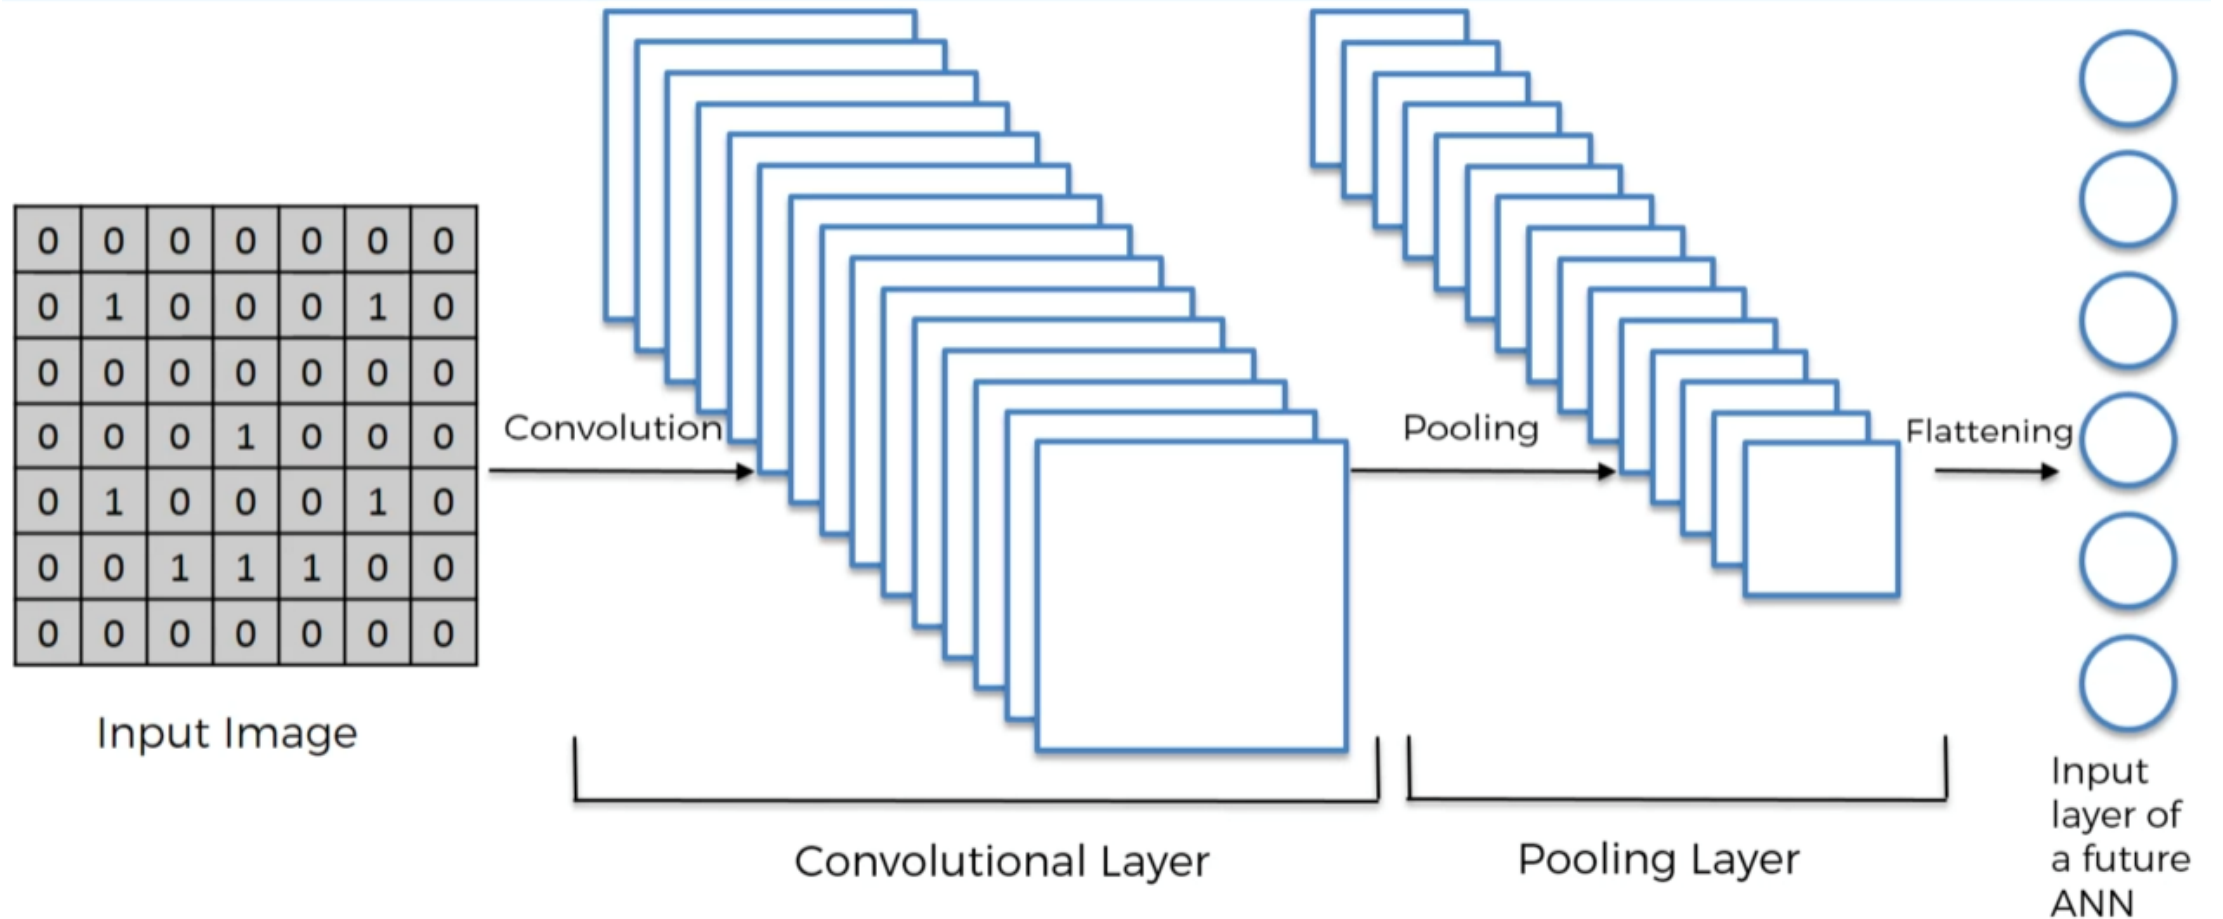 0 0 0 0 0 0 0
0 1 0 0 0 1 0
0 0 0 0 0 0 0
0 0 0 1 0 0 0
0 1 0 0 0 1 0
0 0 1 1 1 0 0
0 0 0 0 0 0 0
Input Image
Convolution
Convolutional Layer
Pooling
Pooling Layer
Flattening
Input
layer of
a future
ANN